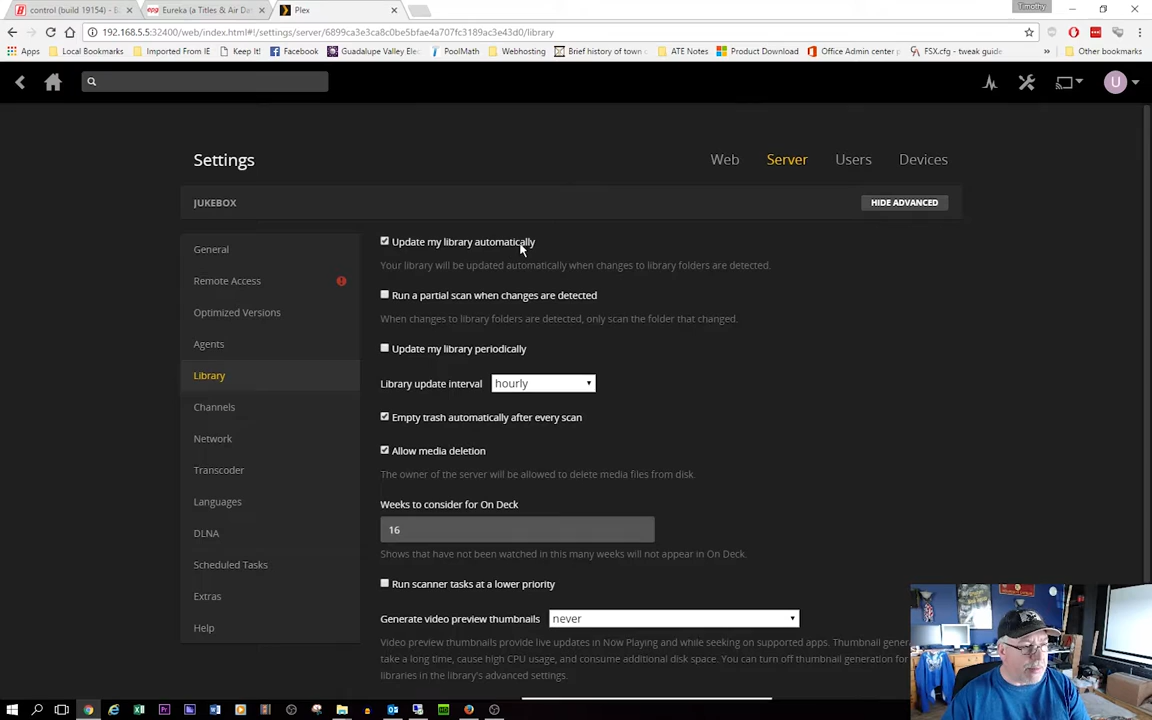 control (build 19154) - B
Eureka (a Titles & Air Da
Plex
Timothy
192.168.5.5:32400/web/index.html#!/settings/server/6899ca3e3ca8c0be5bfae4a707fc3189ac3e43d0/library
Apps
Local Bookmarks
Imported From IE
Keep It!
Facebook
Guadalupe Valley Elec
PoolMath
Webhosting
Brief history of town c
ATE Notes
Product Download
Office Admin center p
FSX.cfg - tweak guide
Other bookmarks
U
Settings
Web
Server
Users
Devices
JUKEBOX
HIDE ADVANCED
General
Remote Access
Optimized Versions
Agents
Library
Channels
Network
Transcoder
Languages
DLNA
Scheduled Tasks
Extras
Help
Update my library automatically
Your library will be updated automatically when changes to library folders are detected.
Run a partial scan when changes are detected
When changes to library folders are detected, only scan the folder that changed.
Update my library periodically
Library update interval hourly
Empty trash automatically after every scan
Allow media deletion
The owner of the server will be allowed to delete media files from disk.
Weeks to consider for On Deck
16
Shows that have not been watched in this many weeks will not appear in On Deck.
Run scanner tasks at a lower priority
Generate video preview thumbnails never
Video preview thumbnails provide live updates in Now Playing and while seeking on supported apps. Thumbnail gener
take a long time, cause high CPU usage, and consume additional disk space. You can turn off thumbnail generation for
libraries in the library's advanced settings.